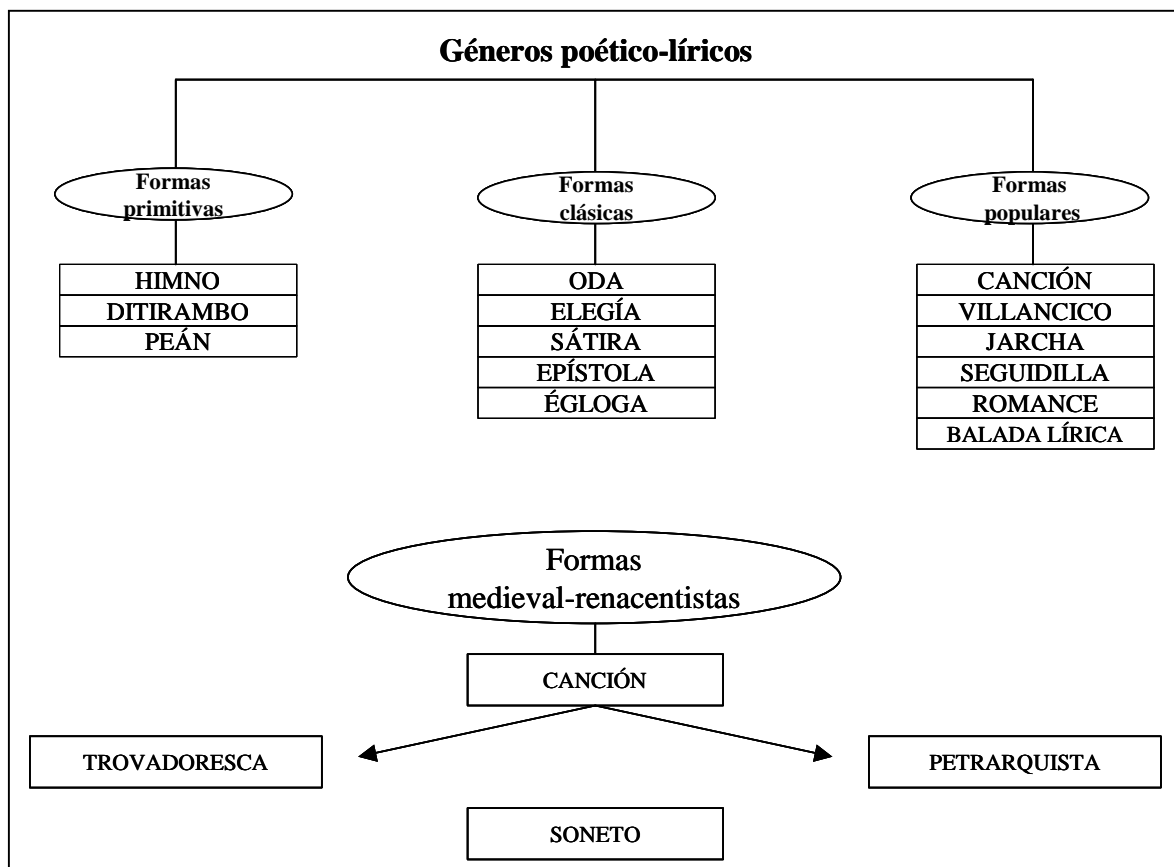 Géneros poético-líricos
Formas
primitivas
HIMNO
DITIRAMBO
PEÁN
Formas
clásicas
ODA
ELEGÍA
SÁTIRA
EPÍSTOLA
ÉGLOGA
Formas
populares
CANCIÓN
VILLANCICO
JARCHA
SEGUIDILLA
ROMANCE
BALADA LÍRICA
Formas
medieval-renacentistas
CANCIÓN
TROVADORESCA
PETRARQUISTA
SONETO